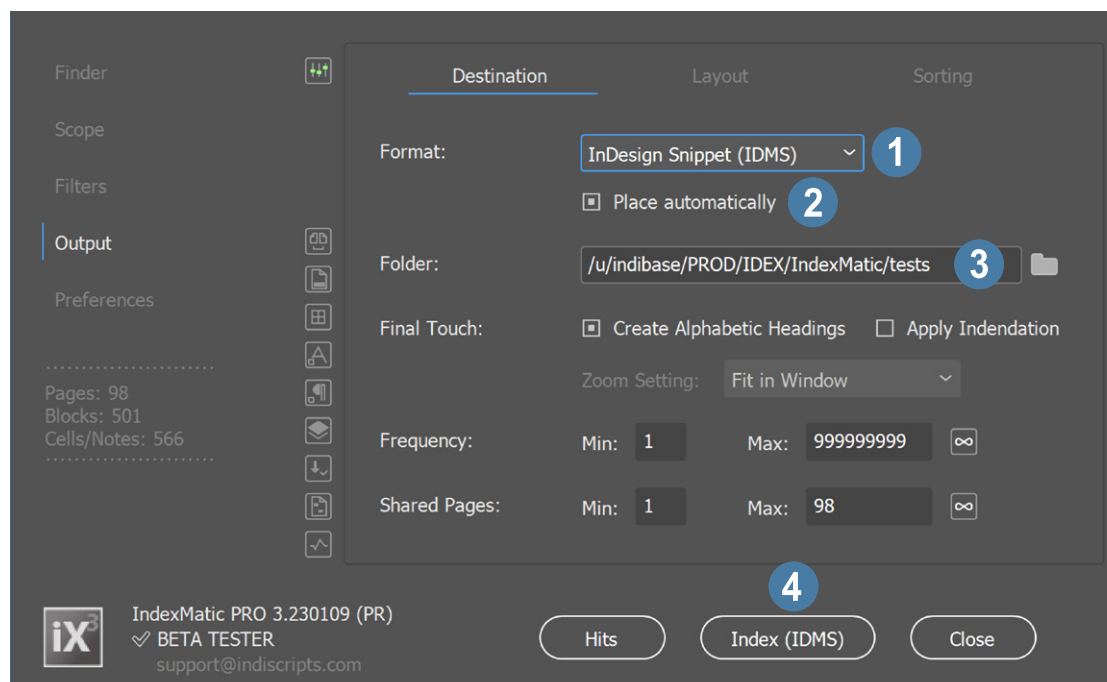 Finder
Scope
Filters
Output
Preferences
Pages: 98
Blocks: 501
Cells/Notes: 566
Destination Layout Sorting
Format: InDesign Snippet (IDMS) 1
Place automatically 2
Folder: /u/indibase/PROD/IDEX/IndexMatic/tests 3
Final Touch: Create Alphabetic Headings Apply Indendation
Zoom Setting: Fit in Window
Frequency: Min: 1 Max: 999999999 ∞
Shared Pages: Min: 1 Max: 98 ∞
4
iX3 IndexMatic PRO 3.230109 (PR)
BETA TESTER
support@indiscripts.com
Hits Index (IDMS) Close